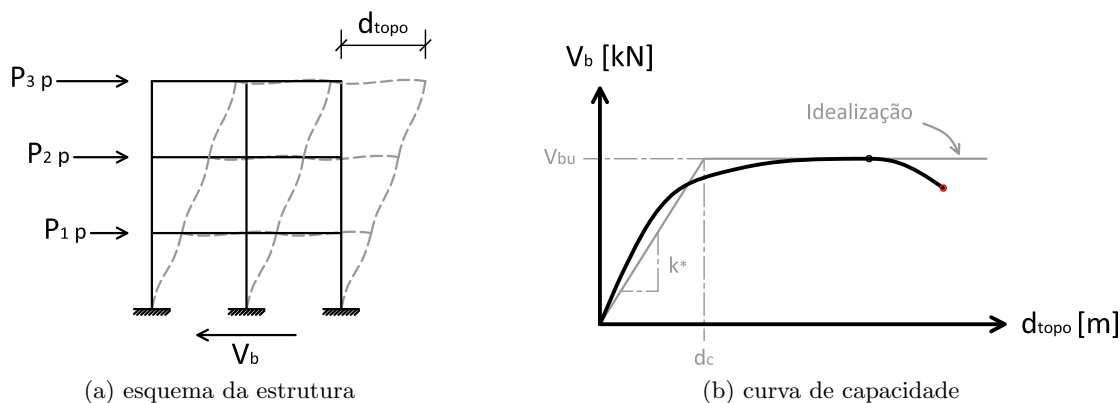 dtopo
P3 p
P2 p
P1 p
Vb
(a) esquema da estrutura
Vb [kN]
Idealização
Vbu
k*
dc
dtopo [m]
(b) curva de capacidade